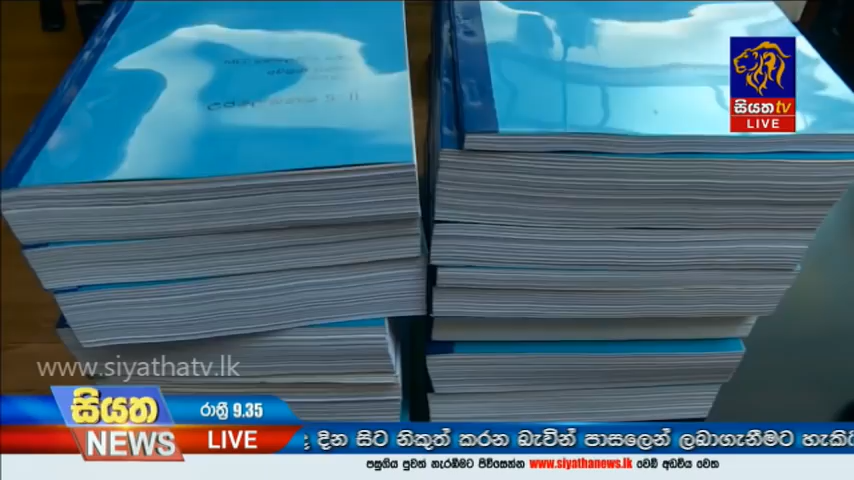 සියත tv
LIVE
www.siyathatv.lk
සියත
රාත්‍රී 9.35
NEWS
LIVE
දින සිට නිකුත් කරන බැවින් පාසලෙන් ලබාගැනීමට
පසුගිය පුවත් නැරඹීමට පිවිසෙන්න www.siyathanews.lk වෙබ් අඩවිය වෙත